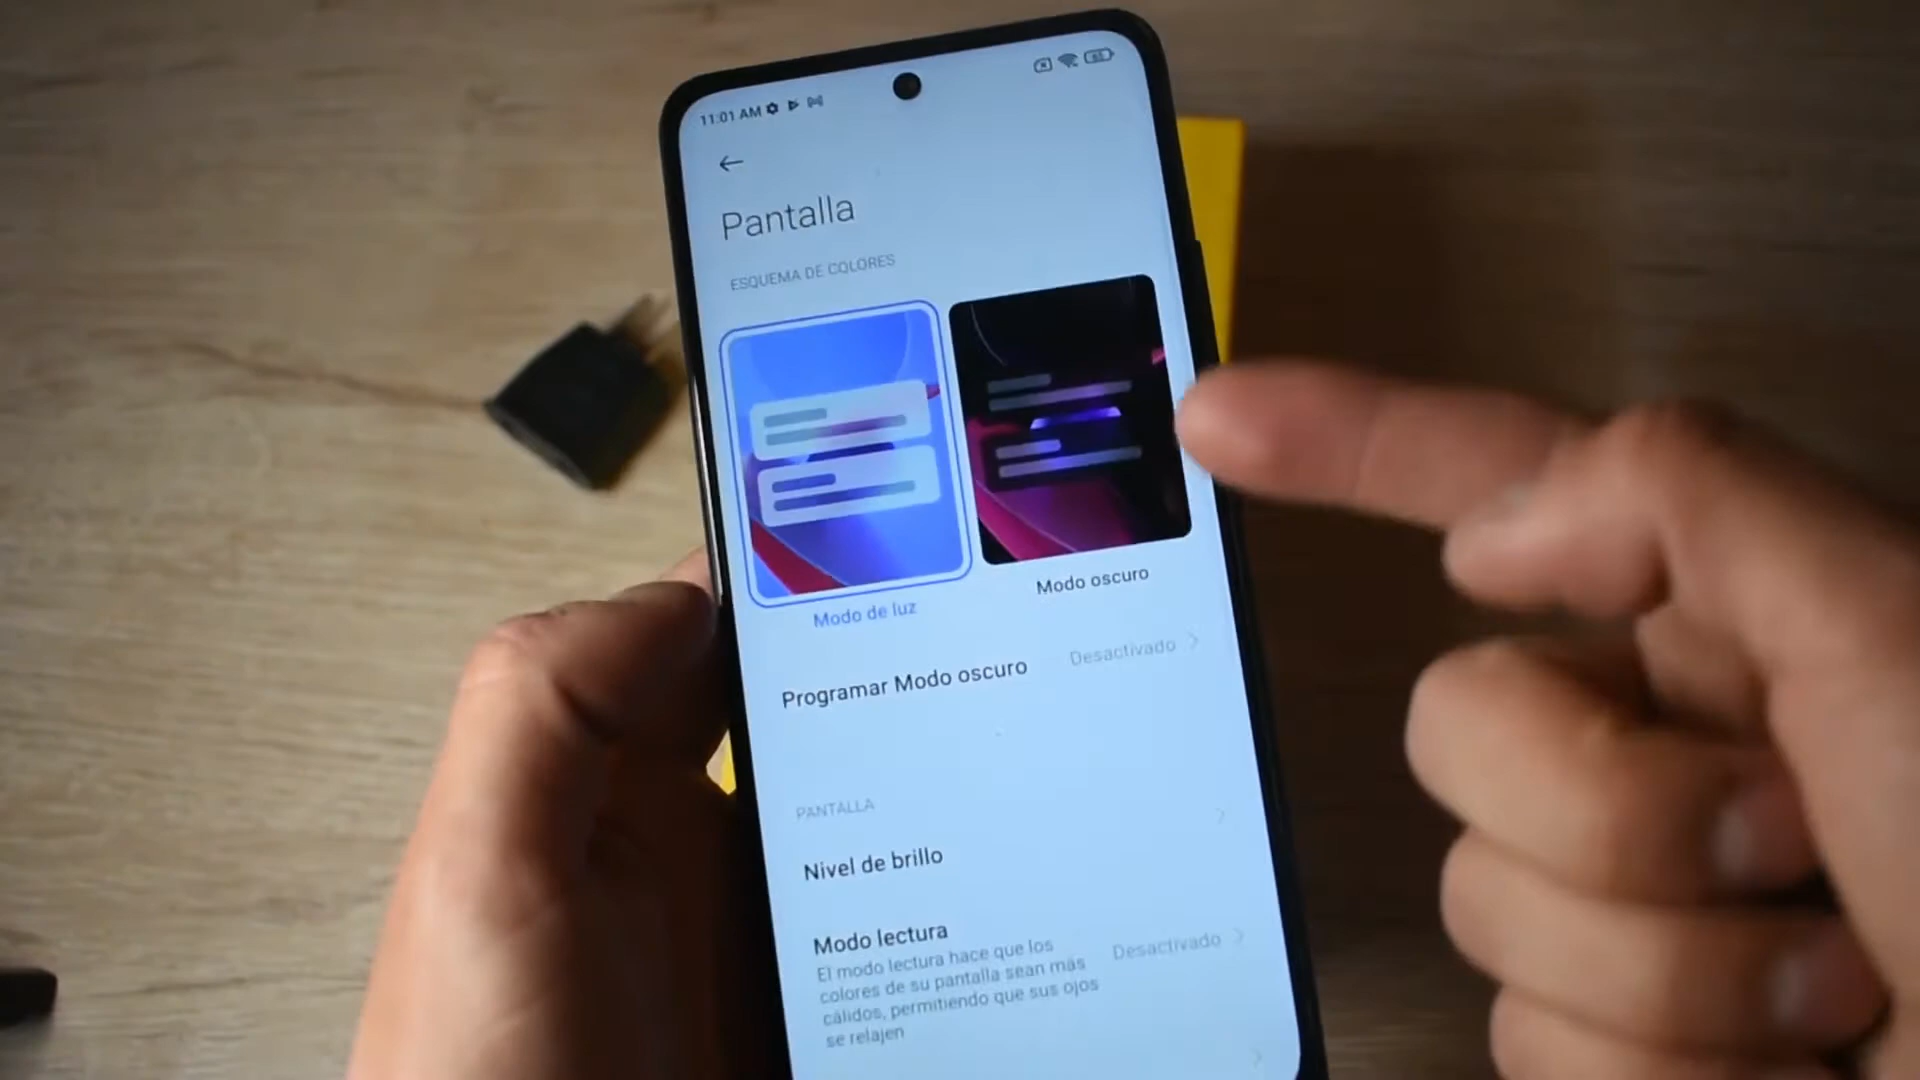 11:01 AM
Pantalla
ESQUEMA DE COLORES
Modo de luz
Modo oscuro
Programar Modo oscuro
Desactivado
PANTALLA
Nivel de brillo
Modo lectura
El modo lectura hace que los
colores de su pantalla sean más
cálidos, permitiendo que sus ojos
se relajen
Desactivado